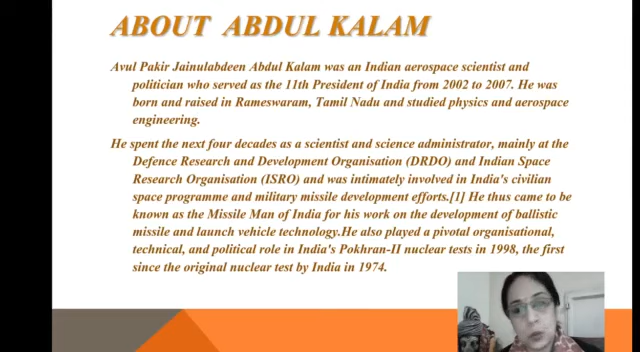 ABOUT ABDUL KALAM
Avul Pakir Jainulabdeen Abdul Kalam was an Indian aerospace scientist and
politician who served as the 11th President of India from 2002 to 2007. He was
born and raised in Rameswaram, Tamil Nadu and studied physics and aerospace
engineering.
He spent the next four decades as a scientist and science administrator, mainly at the
Defence Research and Development Organisation (DRDO) and Indian Space
Research Organisation (ISRO) and was intimately involved in India's civilian
space programme and military missile development efforts.[1] He thus came to be
known as the Missile Man of India for his work on the development of ballistic
missile and launch vehicle technology.He also played a pivotal organisational,
technical, and political role in India's Pokhran-II nuclear tests in 1998, the first
since the original nuclear test by India in 1974.